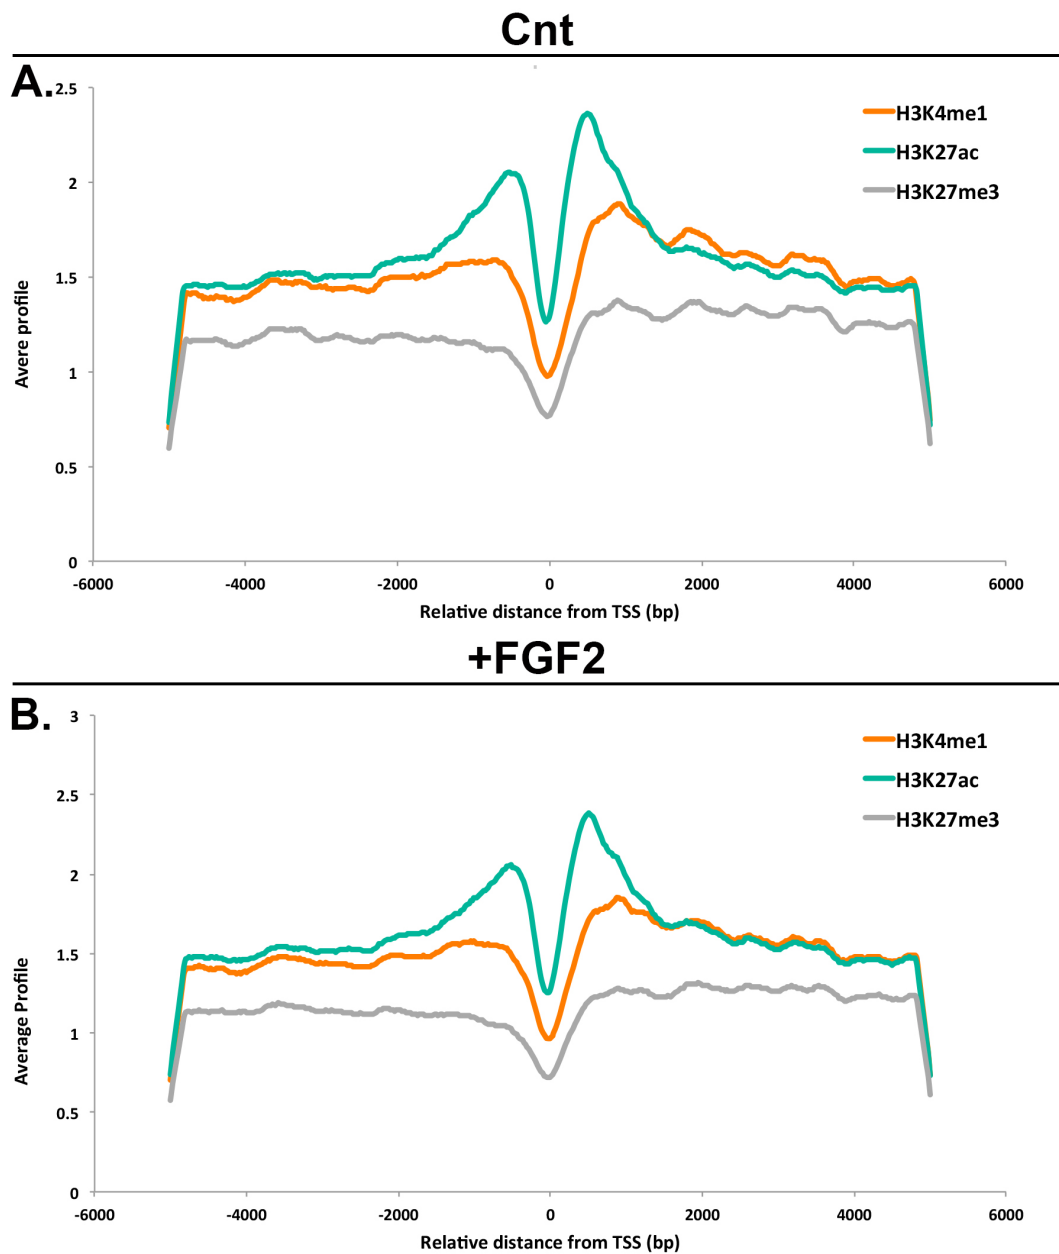 Cnt
A.
2.5
2
1.5
1
0.5
0
Avere profile
H3K4me1
H3K27ac
H3K27me3
-6000 -4000 -2000 0 2000 4000 6000
Relative distance from TSS (bp)
+FGF2
B.
3
2.5
2
1.5
1
0.5
0
Average Profile
H3K4me1
H3K27ac
H3K27me3
-6000 -4000 -2000 0 2000 4000 6000
Relative distance from TSS (bp)